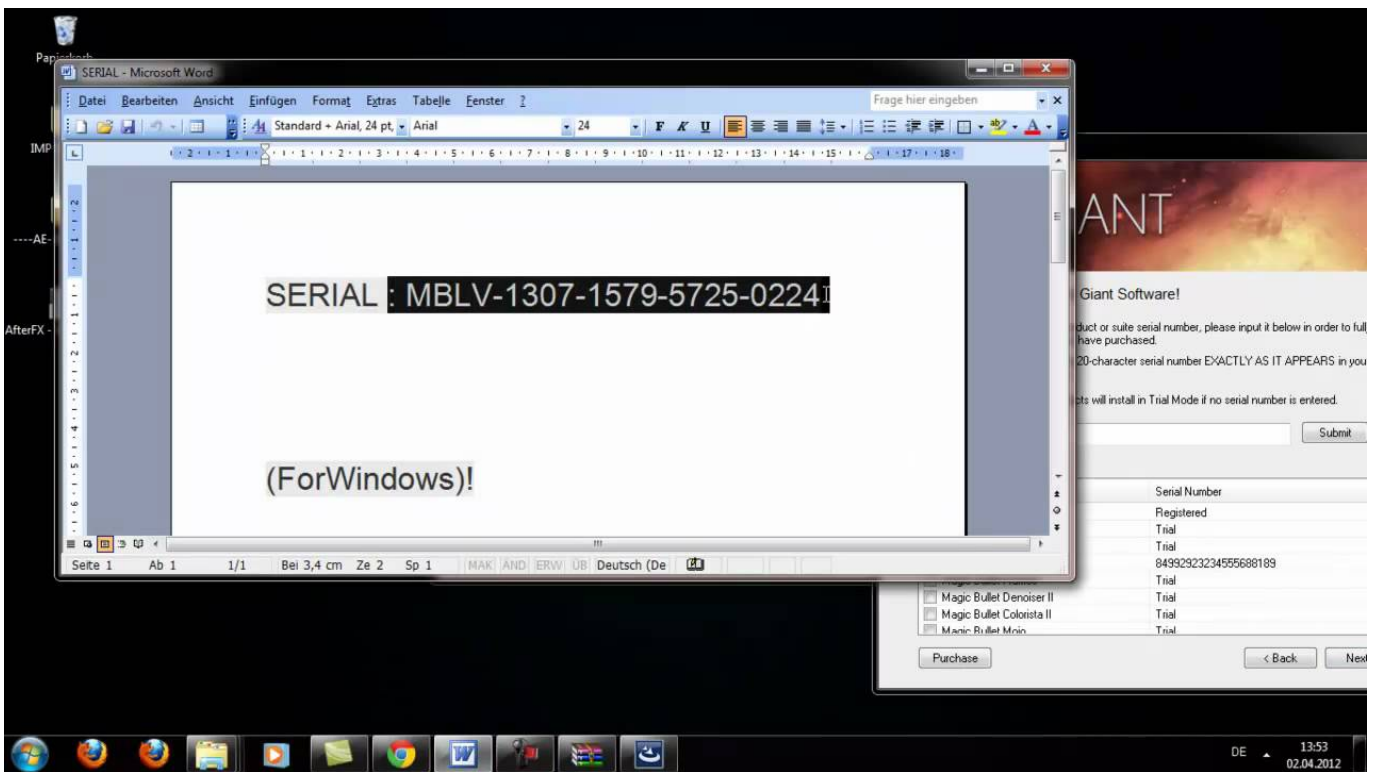 Papierkorb
SERIAL - Microsoft Word
Datei Bearbeiten Ansicht Einfügen Format Extras Tabelle Fenster ?
Frage hier eingeben
Standard + Arial, 24 pt, Arial 24 F K U
IMP
----AE-
AfterFX -
SERIAL : MBLV-1307-1579-5725-0224
(ForWindows)!
Seite 1 Ab 1 1/1 Bei 3,4 cm Ze 2 Sp 1 MAK ÄND ERW ÜB Deutsch (De
ANT
Giant Software!
duct or suite serial number, please input it below in order to full
have purchased.
20-character serial number EXACTLY AS IT APPEARS in you
cts will install in Trial Mode if no serial number is entered.
Submit
Serial Number
Registered
Trial
Trial
84992923234555688189
Trial
Magic Bullet Denoiser II Trial
Magic Bullet Colorista II Trial
Magic Bullet Mojo Trial
Purchase < Back Next
DE 13:53
02.04.2012